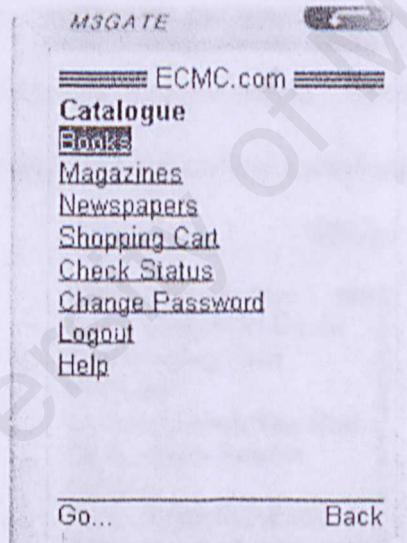 M3GATE
ECMC.com
Catalogue
Books
Magazines
Newspapers
Shopping Cart
Check Status
Change Password
Logout
Help
Go... Back